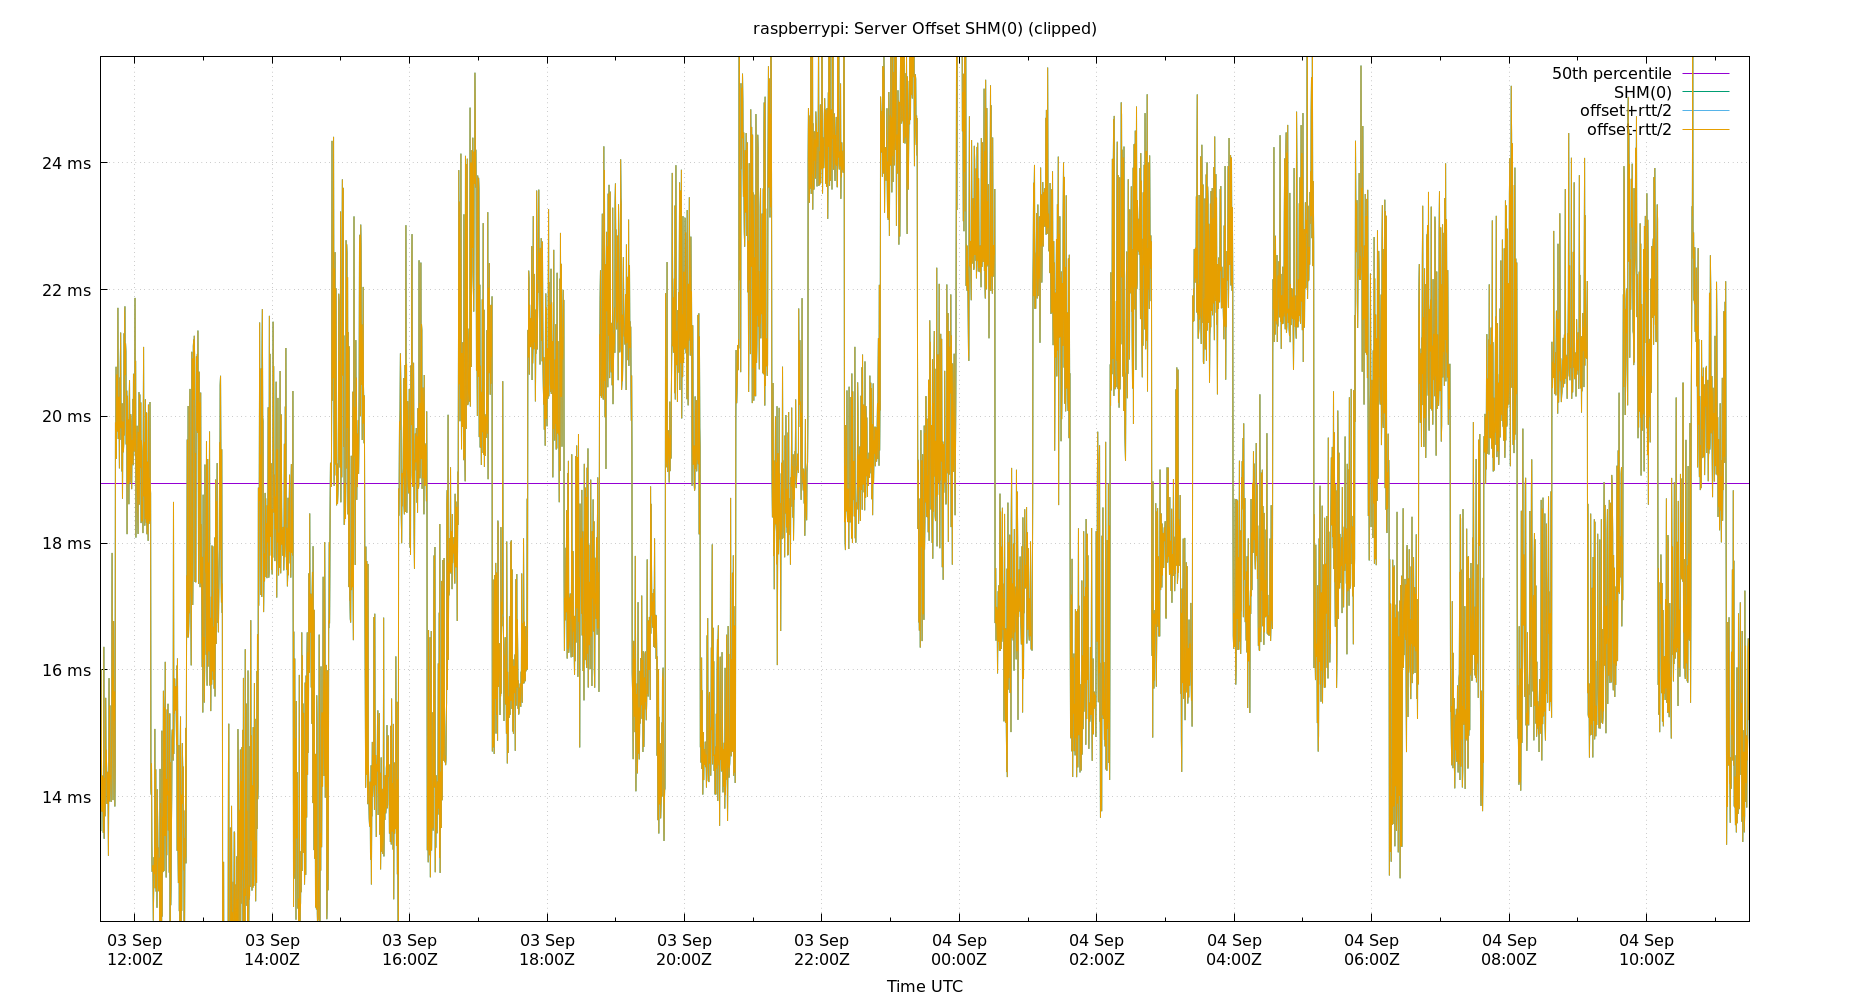 raspberrypi: Server Offset SHM(0) (clipped)
50th percentile
SHM(0)
offset+rtt/2
offset-rtt/2
24 ms
22 ms
20 ms
18 ms
16 ms
14 ms
03 Sep 03 Sep 03 Sep 03 Sep 03 Sep 03 Sep 04 Sep 04 Sep 04 Sep 04 Sep 04 Sep 04 Sep
12:00Z 14:00Z 16:00Z 18:00Z 20:00Z 22:00Z 00:00Z 02:00Z 04:00Z 06:00Z 08:00Z 10:00Z
Time UTC